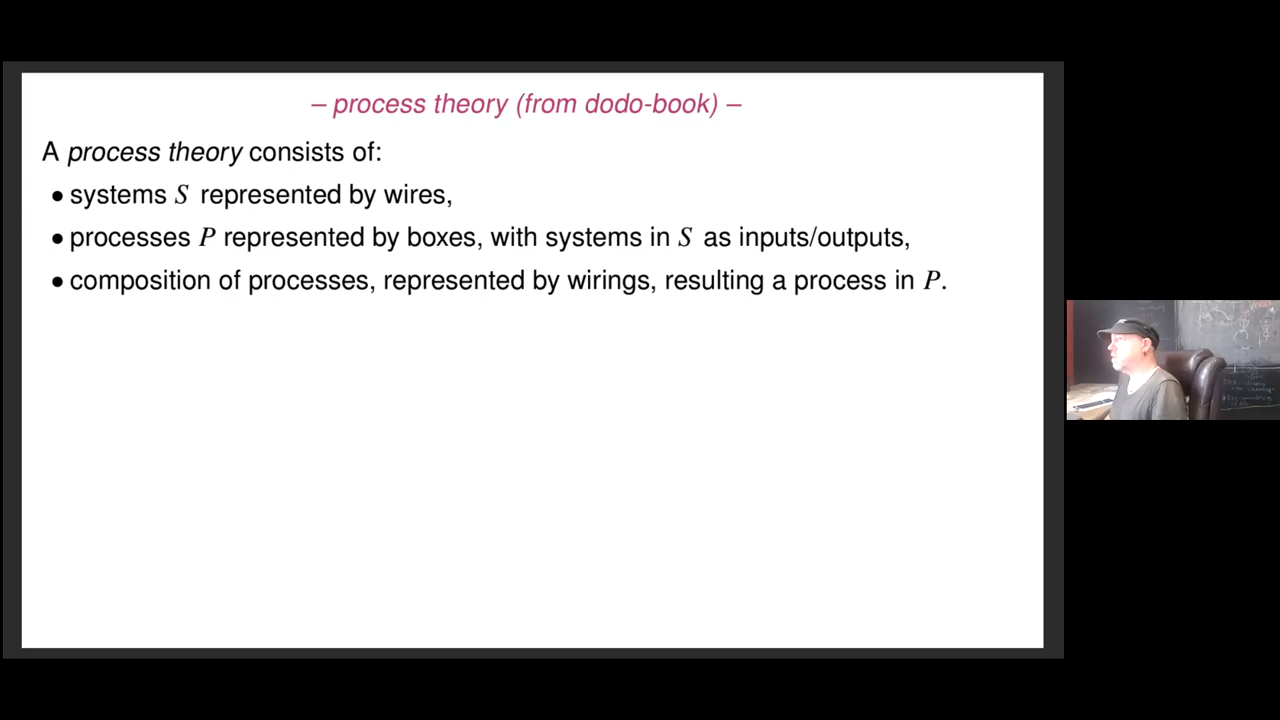 – process theory (from dodo-book) –
A process theory consists of:
• systems S represented by wires,
• processes P represented by boxes, with systems in S as inputs/outputs,
• composition of processes, represented by wirings, resulting a process in P.